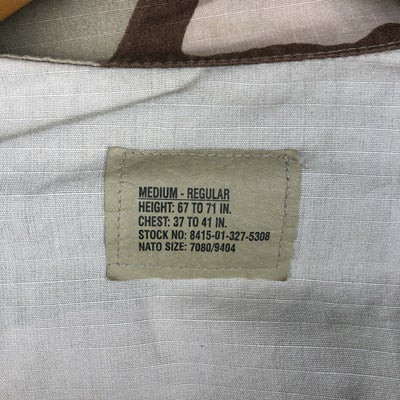 MEDIUM - REGULAR
HEIGHT: 67 TO 71 IN.
CHEST: 37 TO 41 IN.
STOCK NO: 8415-01-327-5308
NATO SIZE: 7080/9404